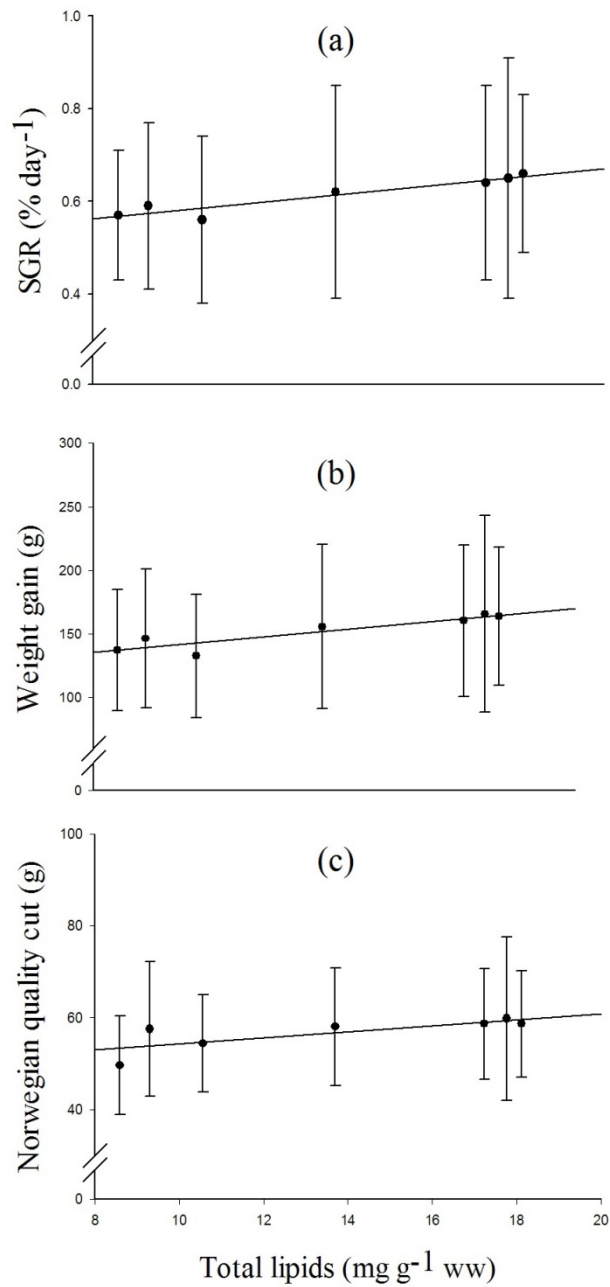 (a)
SGR (% day-1)
1.0
0.8
0.6
0.4
0.0
(b)
Weight gain (g)
300
250
200
150
100
0
(c)
Norwegian quality cut (g)
100
80
60
40
0
8 10 12 14 16 18 20
Total lipids (mg g-1 ww)